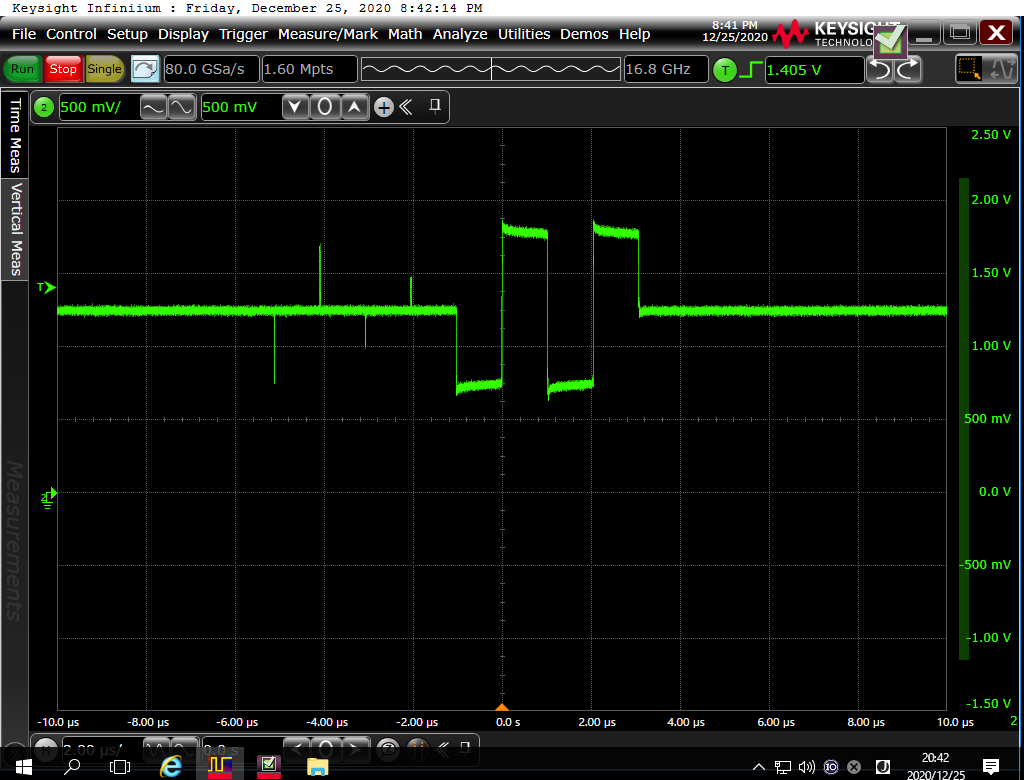 Keysight Infiniium : Friday, December 25, 2020 8:42:14 PM
File Control Setup Display Trigger Measure/Mark Math Analyze Utilities Demos Help
8:41 PM
12/25/2020
KEYSIGHT
Run Stop Single 80.0 GSa/s 1.60 Mpts 16.8 GHz T 1.405 V
2 500 mV/ 500 mV
Time Meas
Vertical Meas
Measurements
T
2
2.50 V
2.00 V
1.50 V
1.00 V
500 mV
0.0 V
-500 mV
-1.00 V
-1.50 V
-10.0 µs -8.00 µs -6.00 µs -4.00 µs -2.00 µs 0.0 s 2.00 µs 4.00 µs 6.00 µs 8.00 µs 10.0 µs 2
H 2.00 µs/ 0.0 s
20:42
2020/12/25